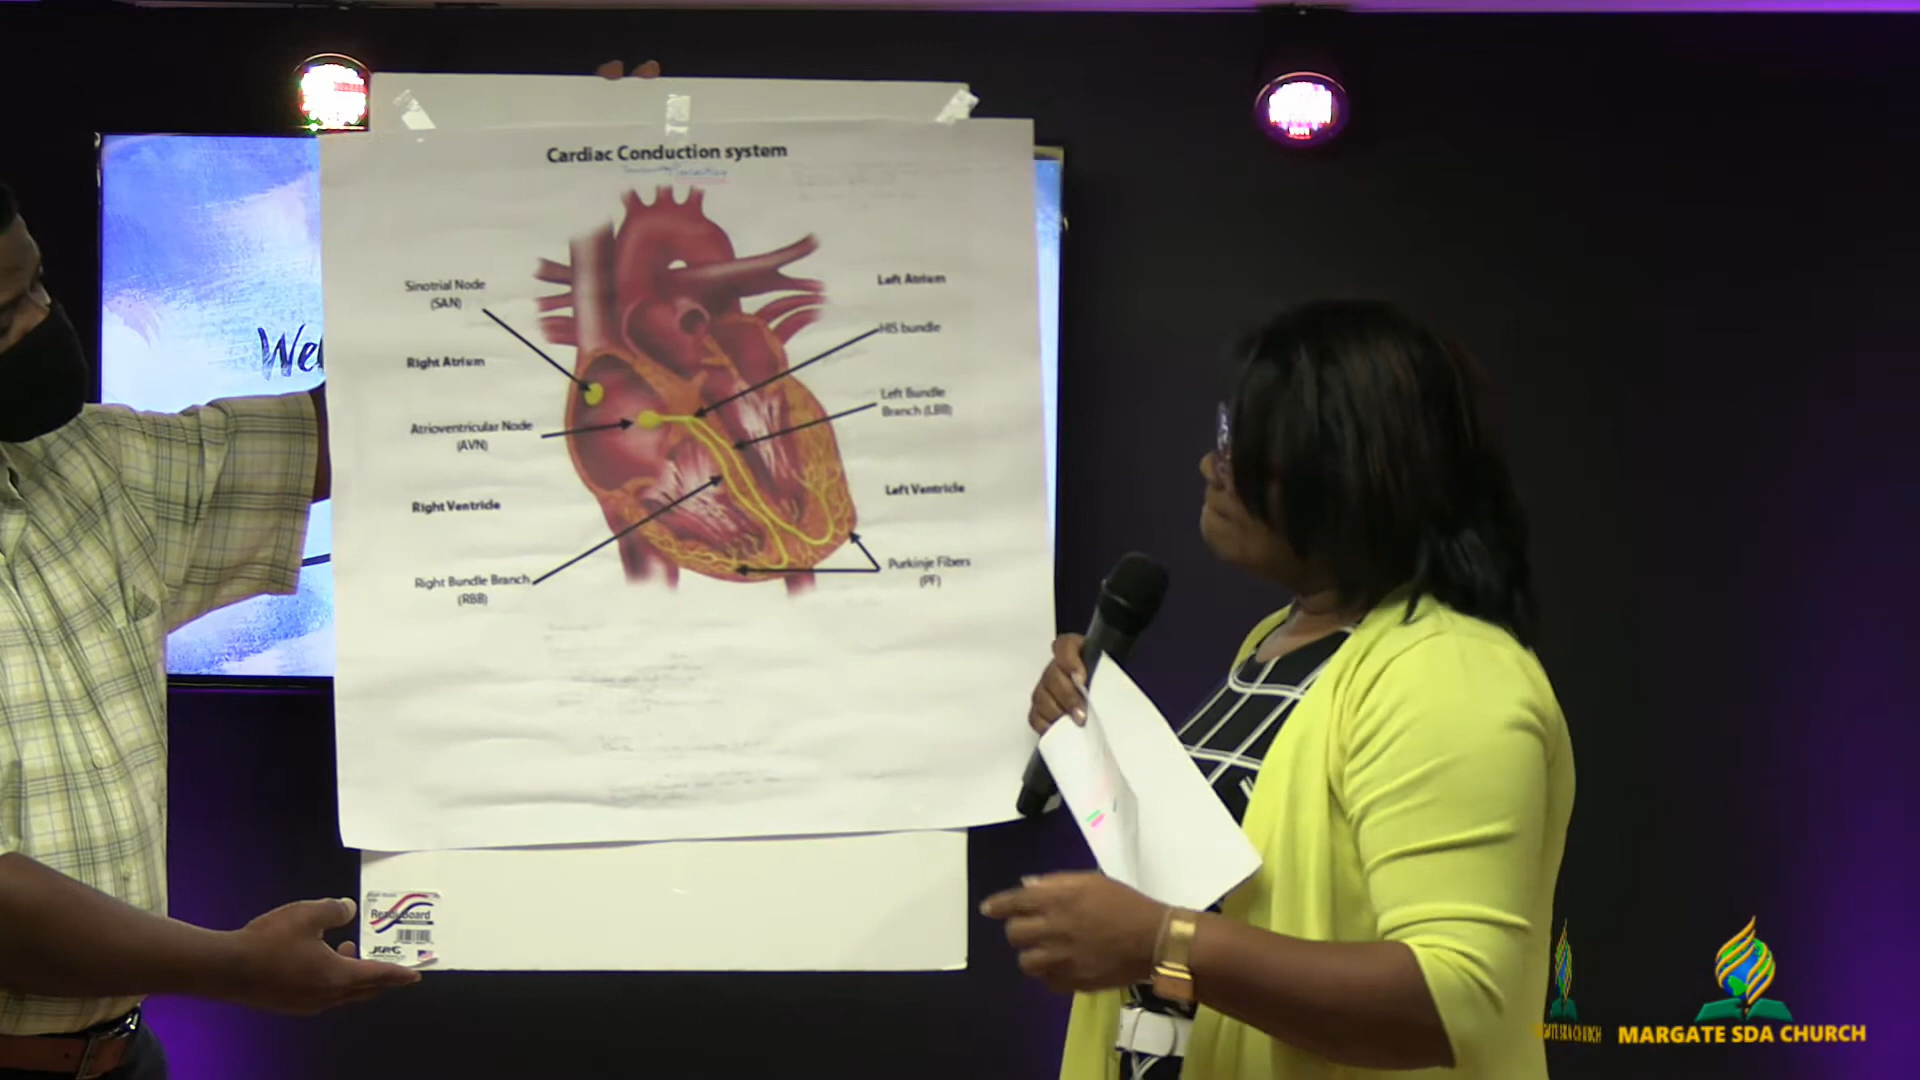 Cardiac Conduction system
Sinotrial Node
(SAN)
Left Atrium
HIS bundle
Right Atrium
Left Bundle
Branch (LBB)
Atrioventricular Node
(AVN)
Left Ventricle
Right Ventricle
Purkinje Fibers
(PF)
Right Bundle Branch
(RBB)
Wel
MARGATE SDA CHURCH